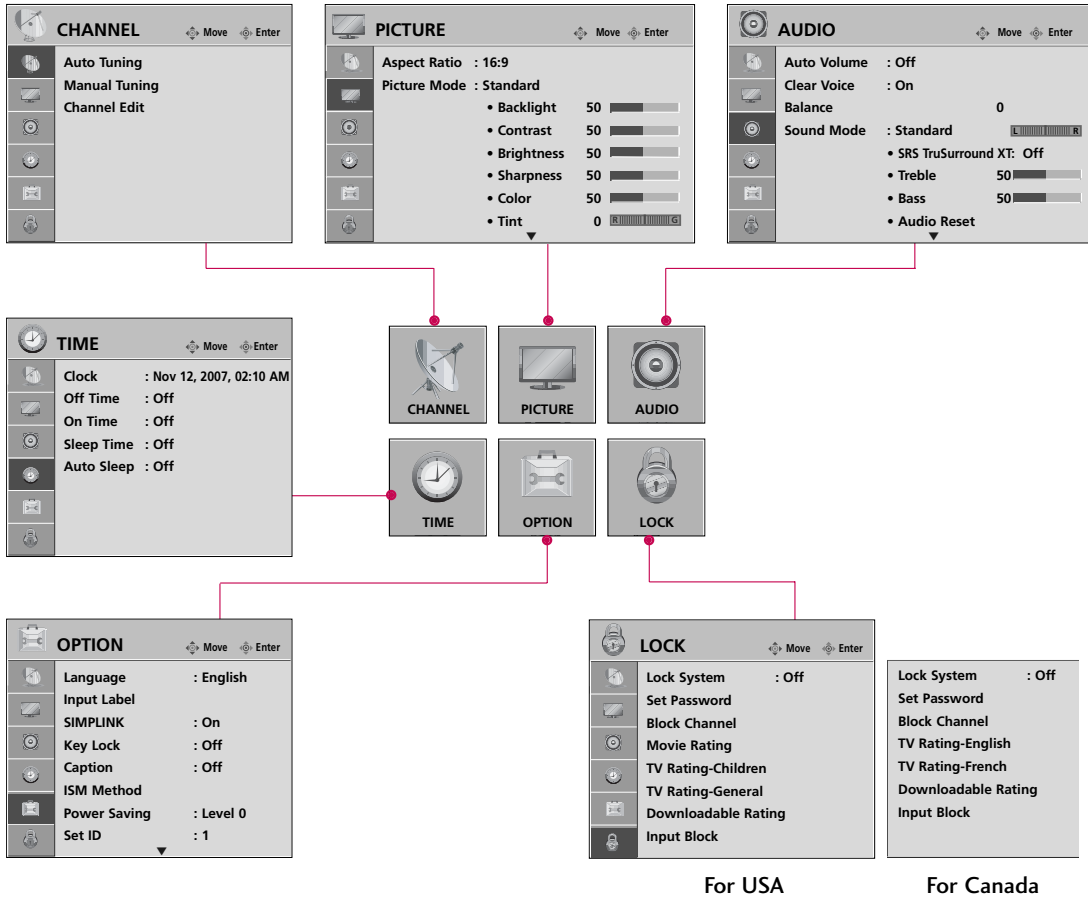 CHANNEL Move Enter
Auto Tuning
Manual Tuning
Channel Edit
PICTURE Move Enter
Aspect Ratio : 16:9
Picture Mode : Standard
• Backlight 50
• Contrast 50
• Brightness 50
• Sharpness 50
• Color 50
• Tint 0 R G
AUDIO Move Enter
Auto Volume : Off
Clear Voice : On
Balance 0
Sound Mode : Standard L R
• SRS TruSurround XT: Off
• Treble 50
• Bass 50
• Audio Reset
TIME Move Enter
Clock : Nov 12, 2007, 02:10 AM
Off Time : Off
On Time : Off
Sleep Time : Off
Auto Sleep : Off
CHANNEL
PICTURE
AUDIO
TIME
OPTION
LOCK
OPTION Move Enter
Language : English
Input Label
SIMPLINK : On
Key Lock : Off
Caption : Off
ISM Method
Power Saving : Level 0
Set ID : 1
LOCK Move Enter
Lock System : Off
Set Password
Block Channel
Movie Rating
TV Rating-Children
TV Rating-General
Downloadable Rating
Input Block
For USA
Lock System : Off
Set Password
Block Channel
TV Rating-English
TV Rating-French
Downloadable Rating
Input Block
For Canada